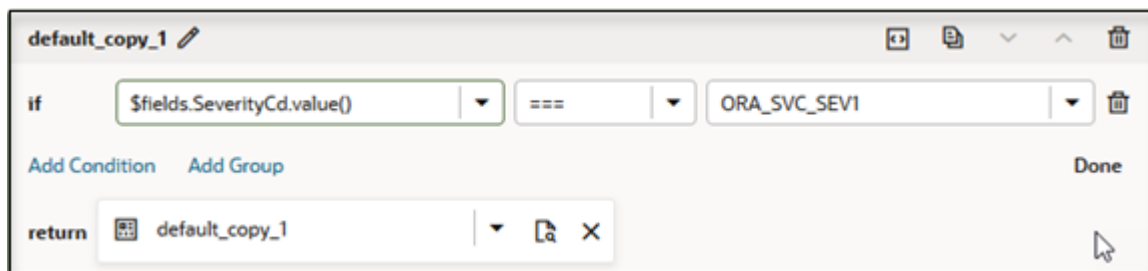 default_copy_1
if $fields.SeverityCd.value() === ORA_SVC_SEV1
Add Condition Add Group Done
return default_copy_1